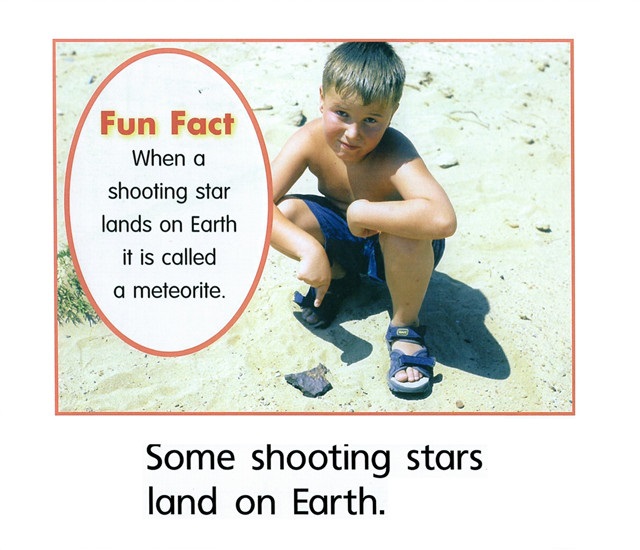 Fun Fact
When a
shooting star
lands on Earth
it is called
a meteorite.
Some shooting stars
land on Earth.